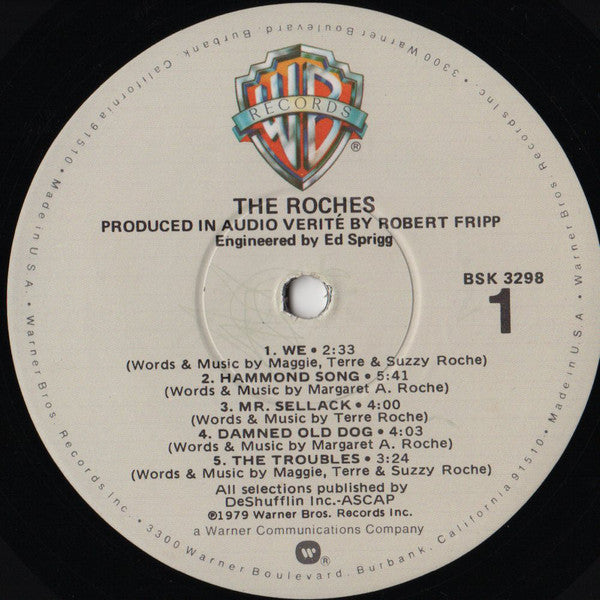 WB
RECORDS
®
THE ROCHES
PRODUCED IN AUDIO VERITÉ BY ROBERT FRIPP
Engineered by Ed Sprigg
BSK 3298
1
1. WE • 2:33
(Words & Music by Maggie, Terre & Suzzy Roche)
2. HAMMOND SONG • 5:41
(Words & Music by Margaret A. Roche)
3. MR. SELLACK • 4:00
(Words & Music by Terre Roche)
4. DAMNED OLD DOG • 4:03
(Words & Music by Margaret A. Roche)
5. THE TROUBLES • 3:24
(Words & Music by Maggie, Terre & Suzzy Roche)
All selections published by
DeShufflin Inc.-ASCAP
℗1979 Warner Bros. Records Inc.
a Warner Communications Company
W
®
3300 Warner Boulevard, Burbank, California 91510 • Made in U.S.A. • Warner Bros. Records Inc., • 3300 Warner Boulevard, Burbank, California 91510 • Made in U.S.A. • Warner Bros. Records Inc. •